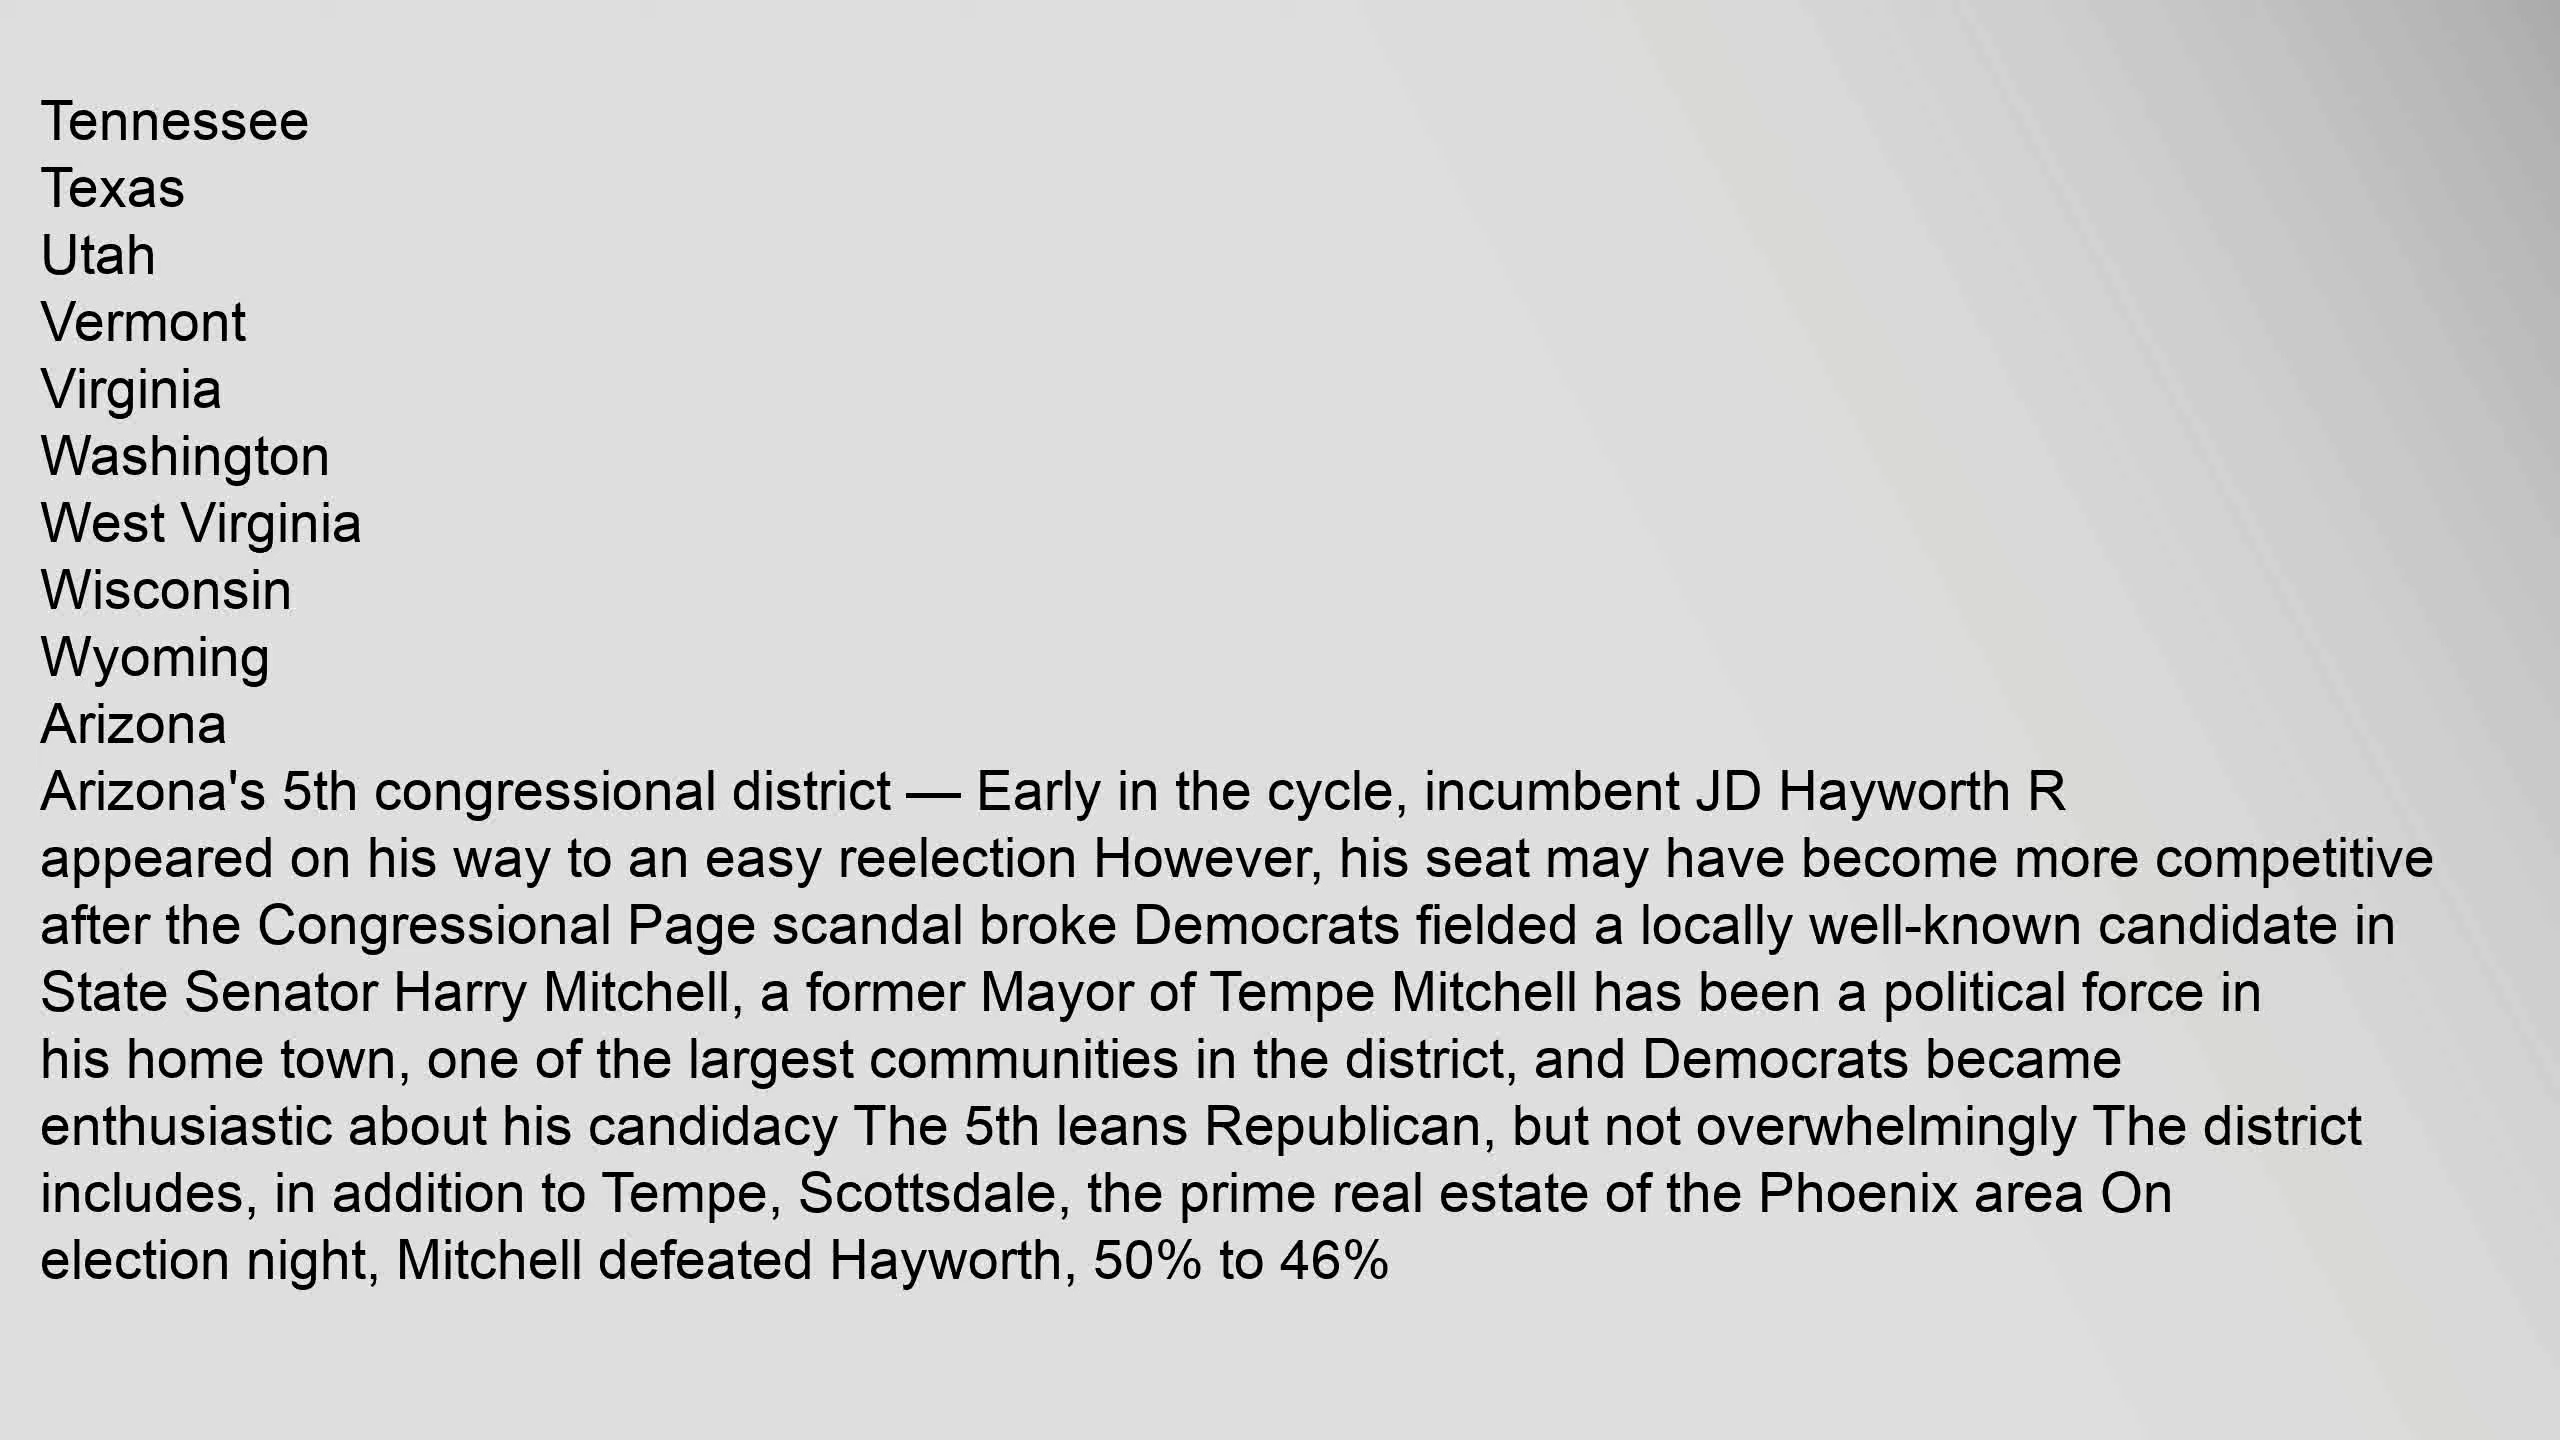 Tennessee
Texas
Utah
Vermont
Virginia
Washington
West Virginia
Wisconsin
Wyoming
Arizona
Arizona's 5th congressional district — Early in the cycle, incumbent JD Hayworth R
appeared on his way to an easy reelection However, his seat may have become more competitive
after the Congressional Page scandal broke Democrats fielded a locally well-known candidate in
State Senator Harry Mitchell, a former Mayor of Tempe Mitchell has been a political force in
his home town, one of the largest communities in the district, and Democrats became
enthusiastic about his candidacy The 5th leans Republican, but not overwhelmingly The district
includes, in addition to Tempe, Scottsdale, the prime real estate of the Phoenix area On
election night, Mitchell defeated Hayworth, 50% to 46%